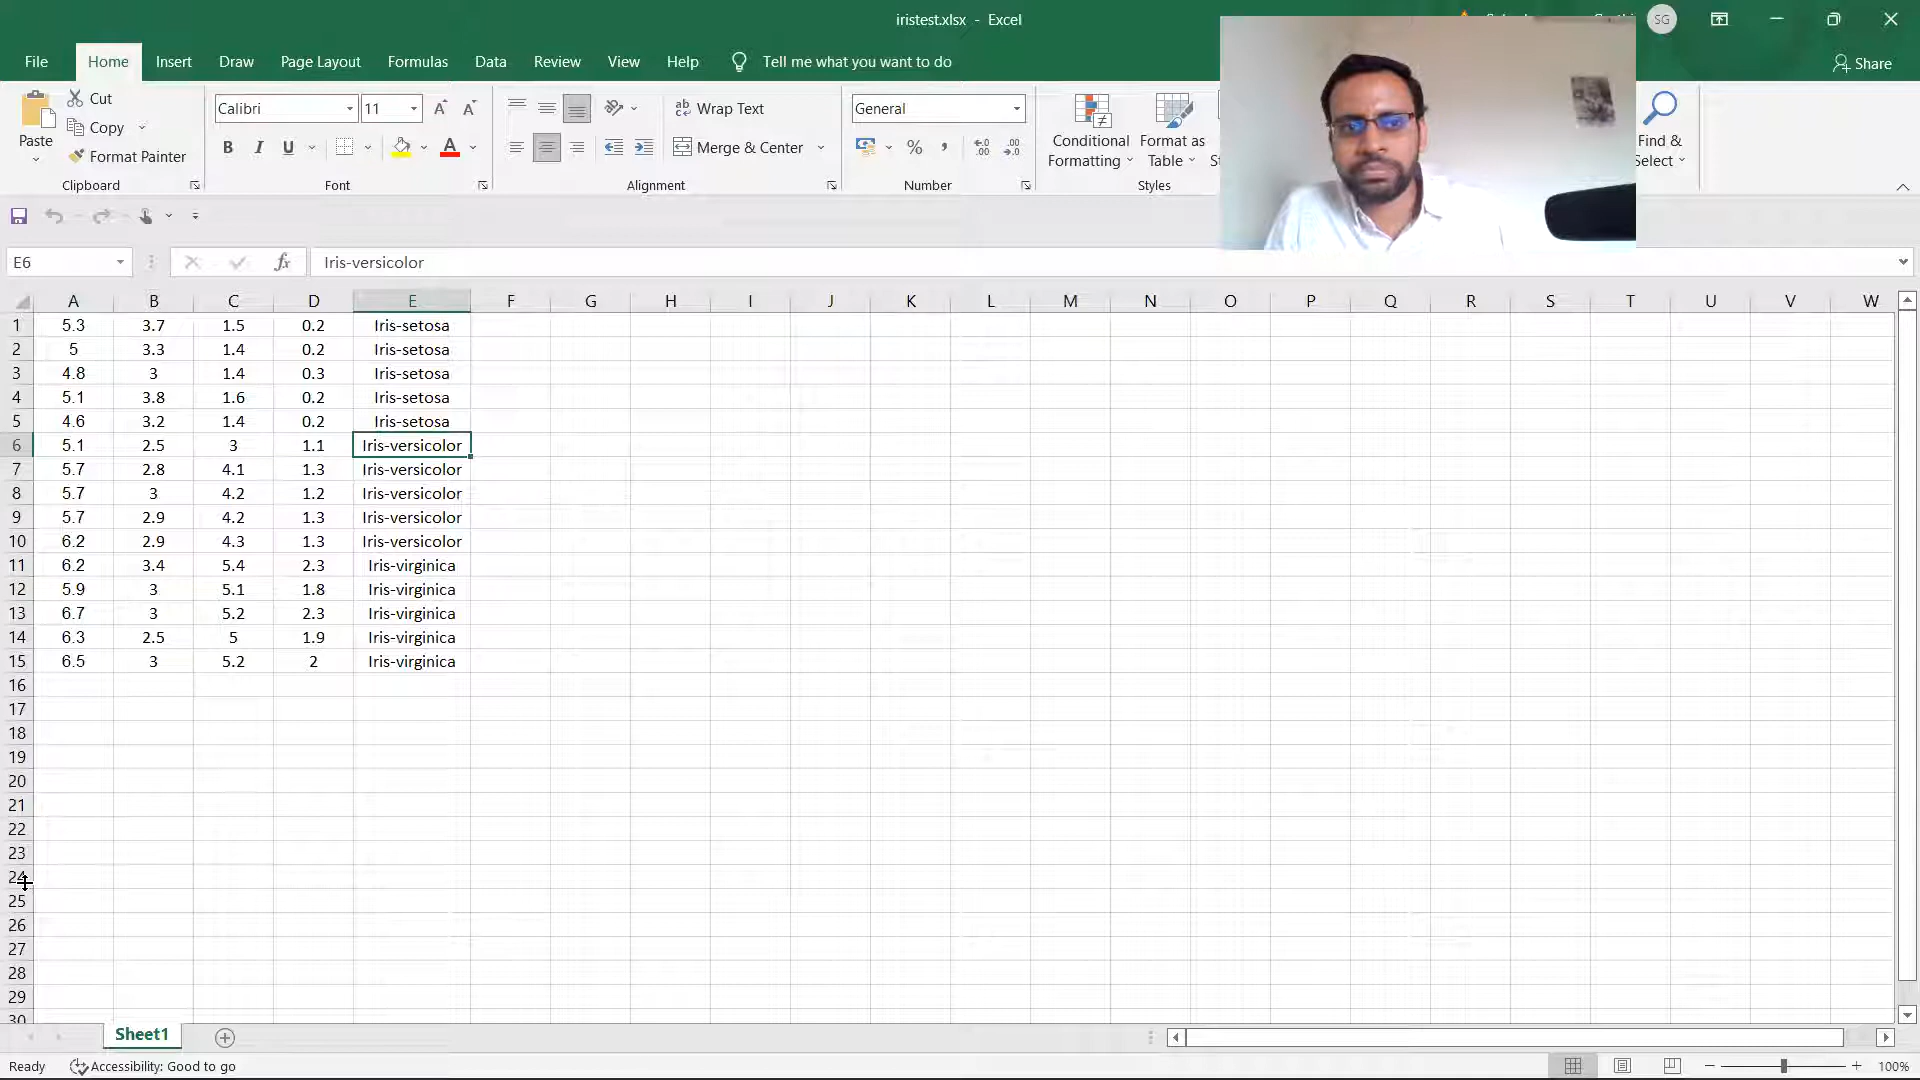 iristest.xlsx - Excel
SG
File Home Insert Draw Page Layout Formulas Data Review View Help Tell me what you want to do Share
Paste
Cut
Copy
Format Painter
Clipboard
Calibri 11
B I U A
Font
ab Wrap Text
Merge & Center
Alignment
General
% ,
Number
Conditional Formatting
Format as Table
Styles
Find & Select
E6 fx Iris-versicolor
A B C D E F G H I J K L M N O P Q R S T U V W
1 5.3 3.7 1.5 0.2 Iris-setosa
2 5 3.3 1.4 0.2 Iris-setosa
3 4.8 3 1.4 0.3 Iris-setosa
4 5.1 3.8 1.6 0.2 Iris-setosa
5 4.6 3.2 1.4 0.2 Iris-setosa
6 5.1 2.5 3 1.1 Iris-versicolor
7 5.7 2.8 4.1 1.3 Iris-versicolor
8 5.7 3 4.2 1.2 Iris-versicolor
9 5.7 2.9 4.2 1.3 Iris-versicolor
10 6.2 2.9 4.3 1.3 Iris-versicolor
11 6.2 3.4 5.4 2.3 Iris-virginica
12 5.9 3 5.1 1.8 Iris-virginica
13 6.7 3 5.2 2.3 Iris-virginica
14 6.3 2.5 5 1.9 Iris-virginica
15 6.5 3 5.2 2 Iris-virginica
16
17
18
19
20
21
22
23
24
25
26
27
28
29
30
Sheet1
Ready Accessibility: Good to go 100%